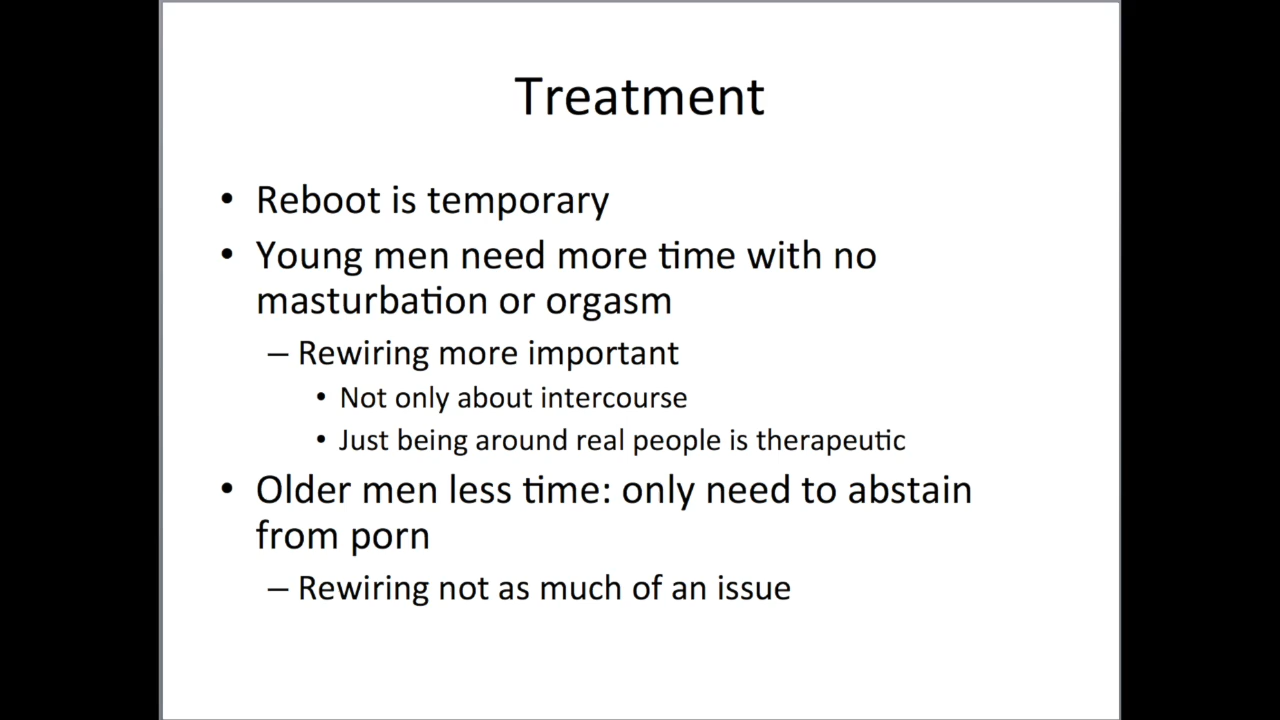 Treatment
• Reboot is temporary
• Young men need more time with no
masturbation or orgasm
– Rewiring more important
• Not only about intercourse
• Just being around real people is therapeutic
• Older men less time: only need to abstain
from porn
– Rewiring not as much of an issue